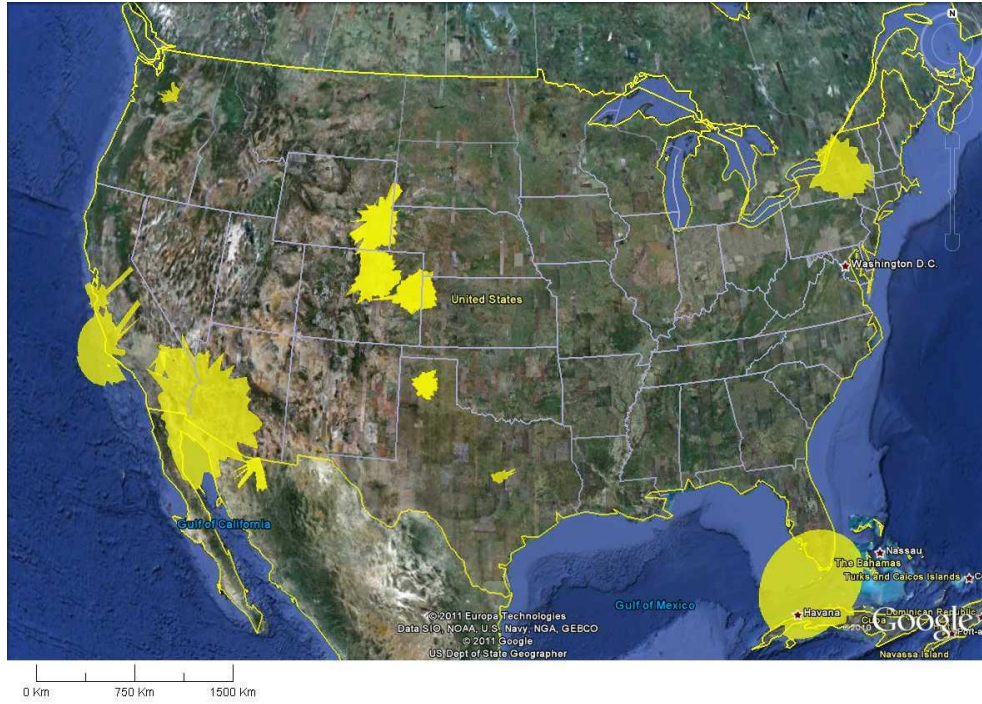 N
Washington D.C.
United States
Gulf of California
Nassau
The Bahamas
Turks and Caicos Islands
Gulf of Mexico
Havana
Dominican Republic
Cuba
© 2011 Europa Technologies
Data SIO, NOAA, U.S. Navy, NGA, GEBCO
© 2011 Google
US Dept of State Geographer
Google
Navassa Island
0 Km 750 Km 1500 Km